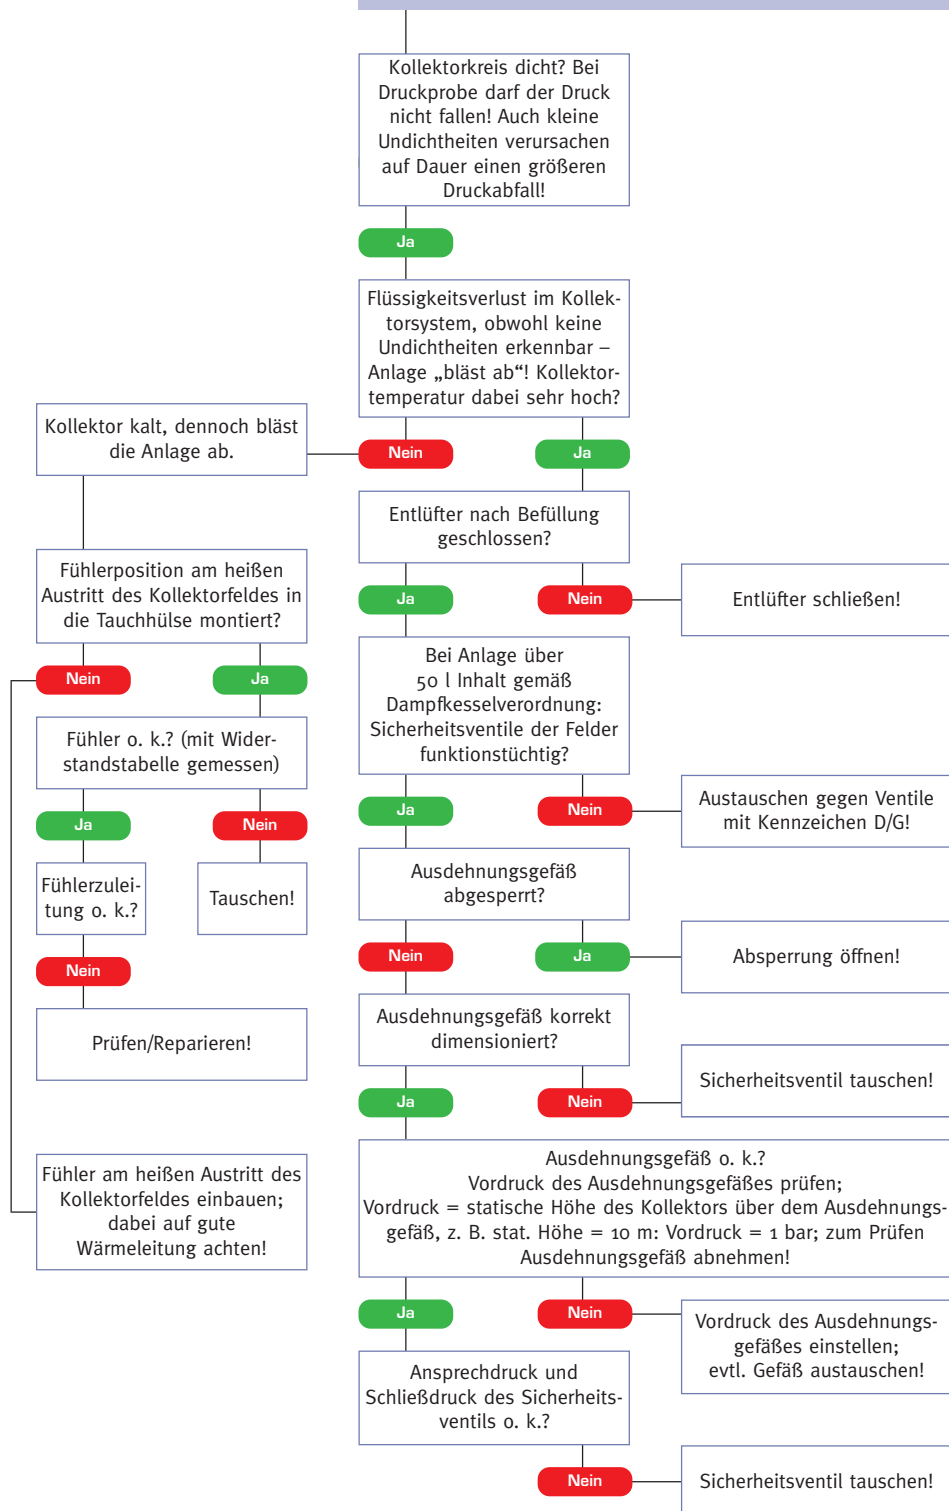 Kollektorkreis dicht? Bei
Druckprobe darf der Druck
nicht fallen! Auch kleine
Undichtheiten verursachen
auf Dauer einen größeren
Druckabfall!
Ja
Flüssigkeitsverlust im Kollek-
torsystem, obwohl keine
Undichtheiten erkennbar –
Anlage „bläst ab“! Kollektor-
temperatur dabei sehr hoch?
Nein
Ja
Kollektor kalt, dennoch bläst
die Anlage ab.
Entlüfter nach Befüllung
geschlossen?
Ja
Nein
Entlüfter schließen!
Fühlerposition am heißen
Austritt des Kollektorfeldes in
die Tauchhülse montiert?
Nein
Ja
Bei Anlage über
50 l Inhalt gemäß
Dampfkesselverordnung:
Sicherheitsventile der Felder
funktionstüchtig?
Ja
Nein
Austauschen gegen Ventile
mit Kennzeichen D/G!
Fühler o. k.? (mit Wider-
standstabelle gemessen)
Ja
Nein
Fühlerzulei-
tung o. k.?
Tauschen!
Nein
Prüfen/Reparieren!
Ausdehnungsgefäß
abgesperrt?
Nein
Ja
Absperrung öffnen!
Ausdehnungsgefäß korrekt
dimensioniert?
Ja
Nein
Sicherheitsventil tauschen!
Fühler am heißen Austritt des
Kollektorfeldes einbauen;
dabei auf gute
Wärmeleitung achten!
Ausdehnungsgefäß o. k.?
Vordruck des Ausdehnungsgefäßes prüfen;
Vordruck = statische Höhe des Kollektors über dem Ausdehnungs-
gefäß, z. B. stat. Höhe = 10 m: Vordruck = 1 bar; zum Prüfen
Ausdehnungsgefäß abnehmen!
Ja
Nein
Vordruck des Ausdehnungs-
gefäßes einstellen;
evtl. Gefäß austauschen!
Ansprechdruck und
Schließdruck des Sicherheits-
ventils o. k.?
Nein
Sicherheitsventil tauschen!